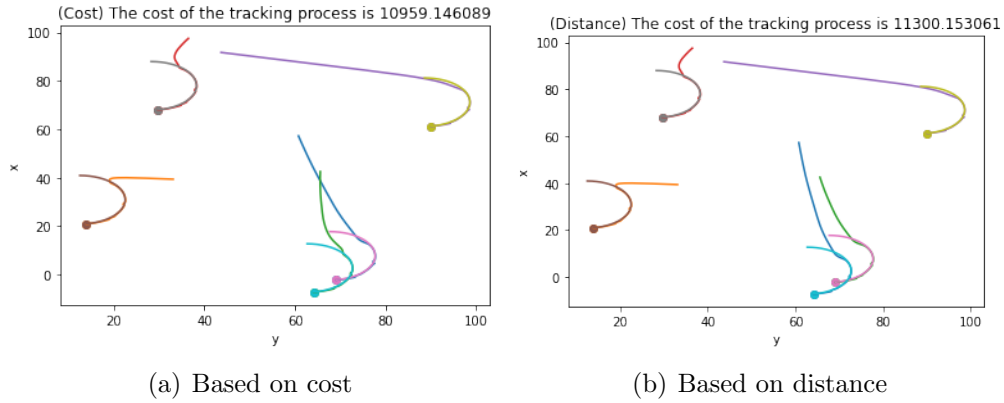 (Cost) The cost of the tracking process is 10959.146089
100
80
60
40
20
0
x
20
40
60
80
100
y
(a) Based on cost
(Distance) The cost of the tracking process is 11300.153061
100
80
60
40
20
0
x
20
40
60
80
100
y
(b) Based on distance